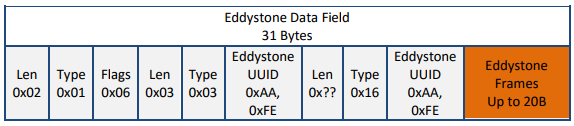 Eddystone Data Field
31 Bytes
Len
0x02
Type
0x01
Flags
0x06
Len
0x03
Type
0x03
Eddystone
UUID
0xAA,
0xFE
Len
0x??
Type
0x16
Eddystone
UUID
0xAA,
0xFE
Eddystone
Frames
Up to 20B